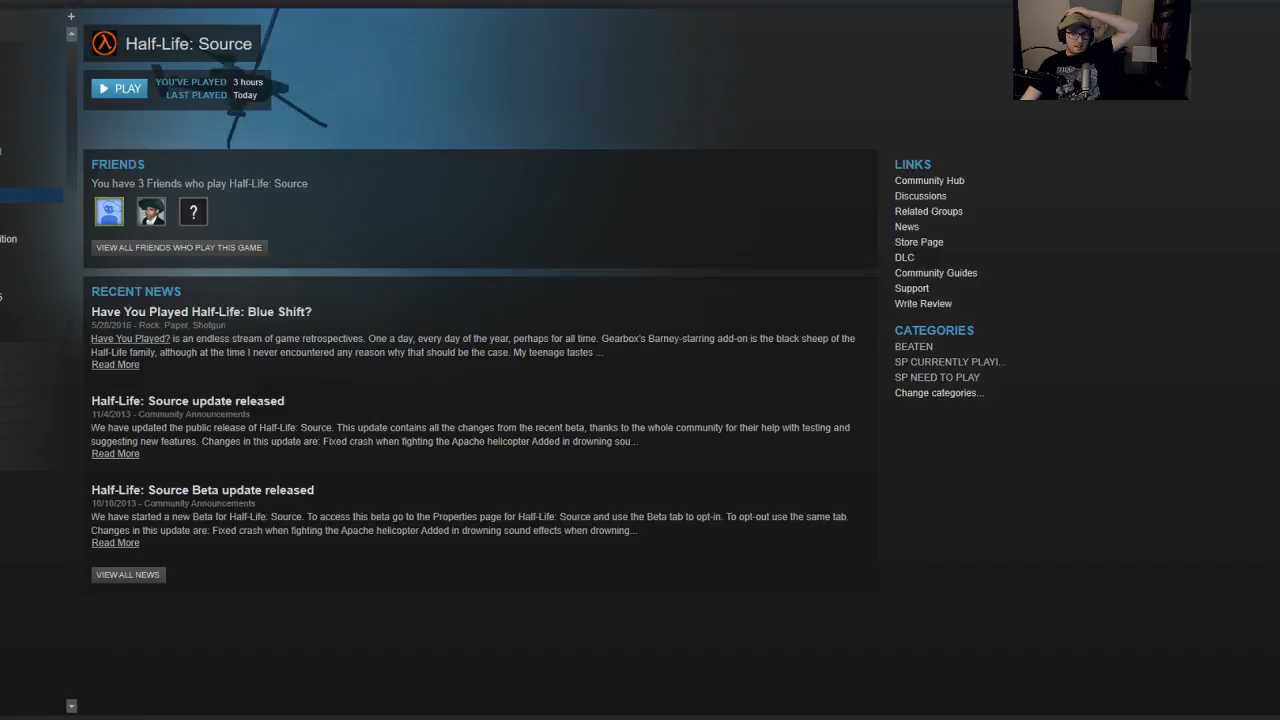 +
Half-Life: Source
PLAY
YOU'VE PLAYED 3 hours
LAST PLAYED Today
FRIENDS
You have 3 Friends who play Half-Life: Source
?
VIEW ALL FRIENDS WHO PLAY THIS GAME
ition
RECENT NEWS
Have You Played Half-Life: Blue Shift?
5/28/2016 - Rock, Paper, Shotgun
Have You Played? is an endless stream of game retrospectives. One a day, every day of the year, perhaps for all time. Gearbox's Barney-starring add-on is the black sheep of the
Half-Life family, although at the time I never encountered any reason why that should be the case. My teenage tastes ...
Read More
Half-Life: Source update released
11/4/2013 - Community Announcements
We have updated the public release of Half-Life: Source. This update contains all the changes from the recent beta, thanks to the whole community for their help with testing and
suggesting new features. Changes in this update are: Fixed crash when fighting the Apache helicopter Added in drowning sou...
Read More
Half-Life: Source Beta update released
10/10/2013 - Community Announcements
We have started a new Beta for Half-Life: Source. To access this beta go to the Properties page for Half-Life: Source and use the Beta tab to opt-in. To opt-out use the same tab.
Changes in this update are: Fixed crash when fighting the Apache helicopter Added in drowning sound effects when drowning...
Read More
VIEW ALL NEWS
LINKS
Community Hub
Discussions
Related Groups
News
Store Page
DLC
Community Guides
Support
Write Review
CATEGORIES
BEATEN
SP CURRENTLY PLAYI...
SP NEED TO PLAY
Change categories...